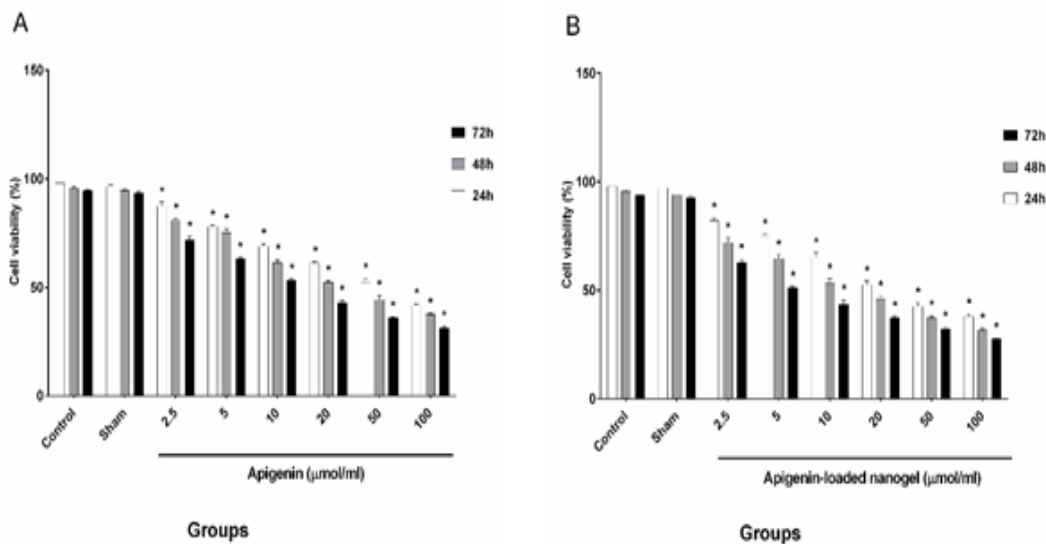 A
150
100
50
0
Cell viability (%)
72h
48h
24h
* * * * * * * * * * * * * * * * * *
Control Sham 2.5 5 10 20 50 100
Apigenin (μmol/ml)
Groups
B
150
100
50
0
Cell viability (%)
72h
48h
24h
* * * * * * * * * * * * * * * * * *
Control Sham 2.5 5 10 20 50 100
Apigenin-loaded nanogel (μmol/ml)
Groups